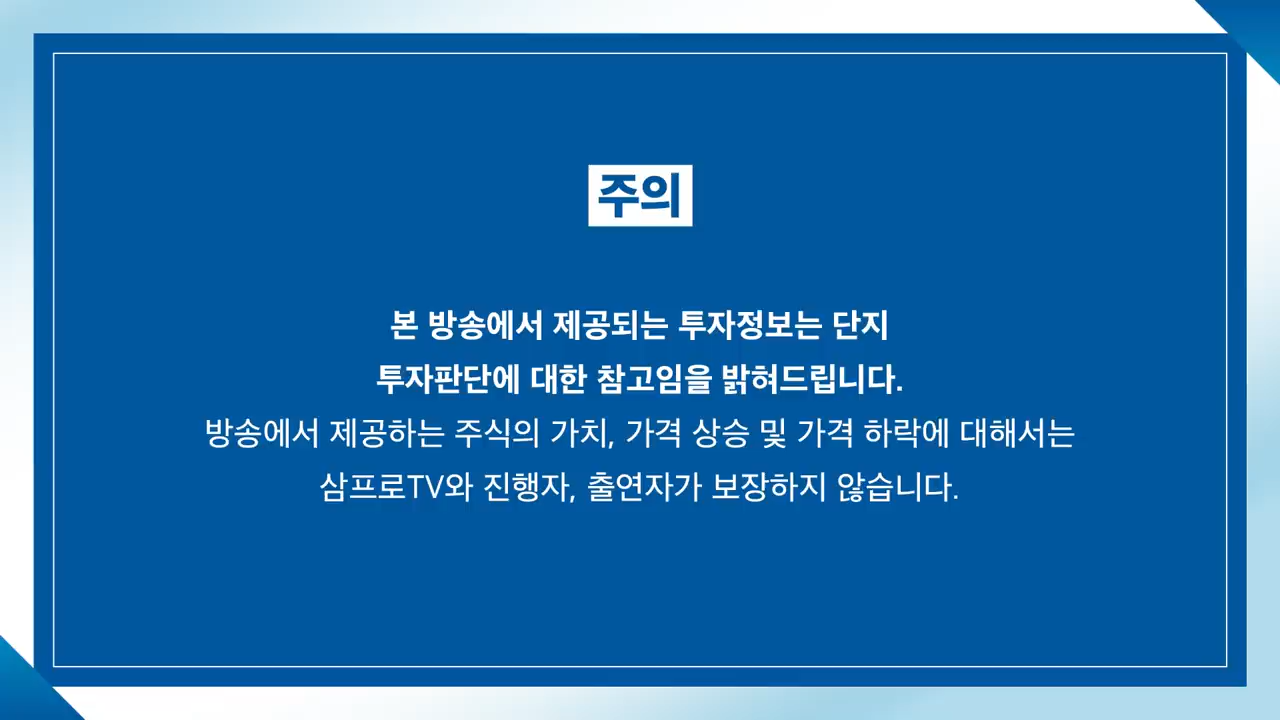 주의
본 방송에서 제공되는 투자정보는 단지
투자판단에 대한 참고임을 밝혀드립니다.
방송에서 제공하는 주식의 가치, 가격 상승 및 가격 하락에 대해서는
삼프로TV와 진행자, 출연자가 보장하지 않습니다.